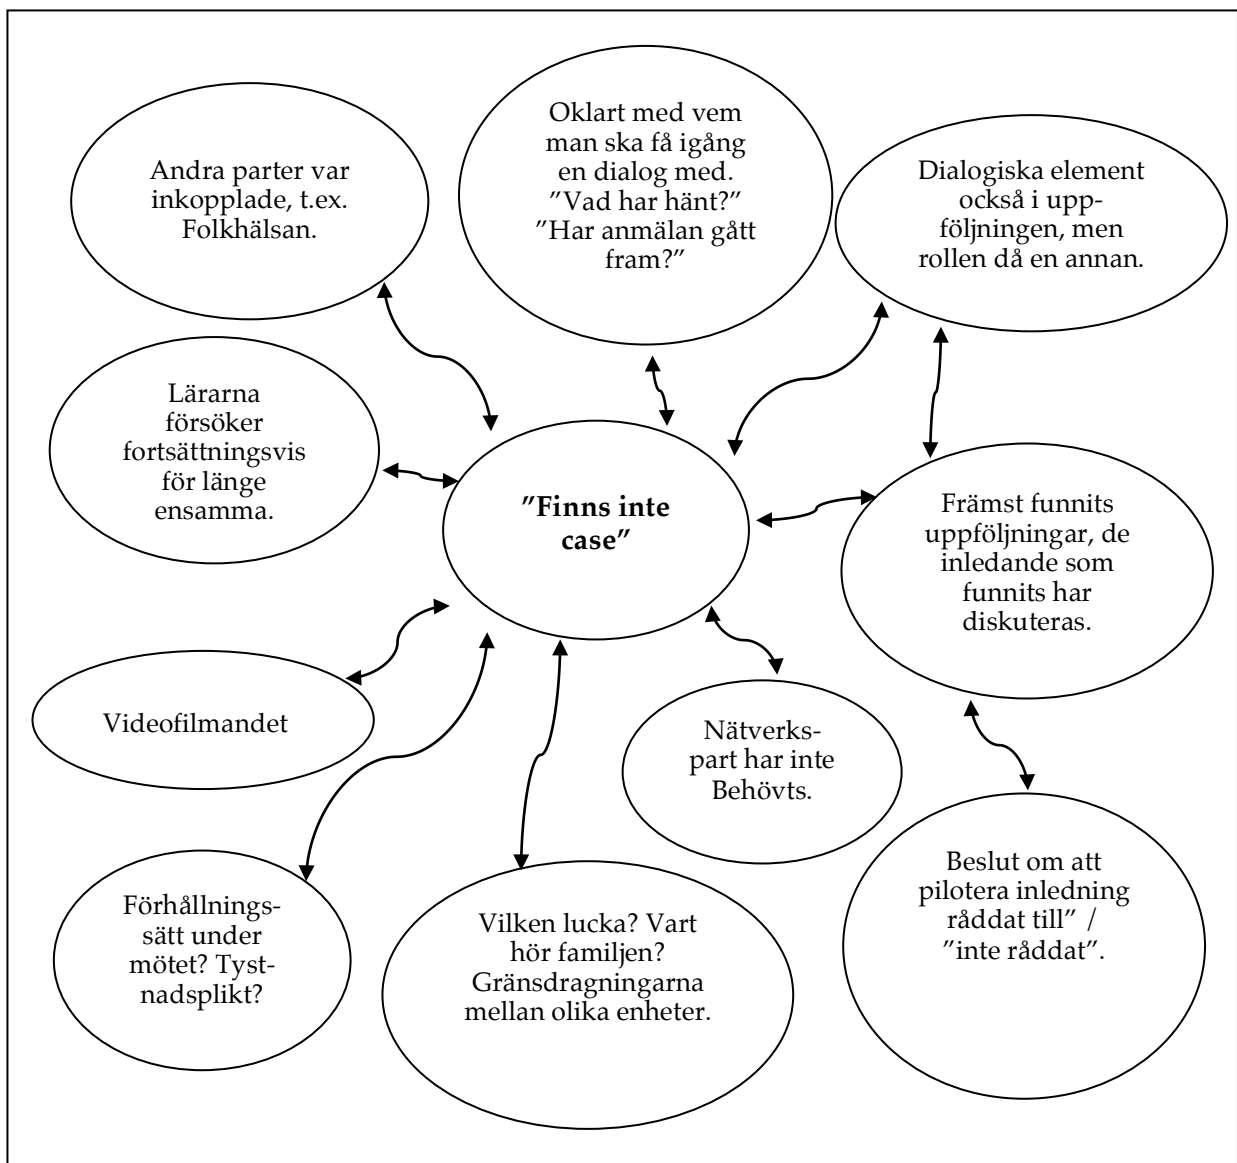 Andra parter var
inkopplade, t.ex.
Folkhälsan.
Oklart med vem
man ska få igång
en dialog med.
”Vad har hänt?”
”Har anmälan gått
fram?”
Dialogiska element
också i upp-
följningen, men
rollen då en annan.
Lärarna
försöker
fortsättningsvis
för länge
ensamma.
”Finns inte
case”
Främst funnits
uppföljningar, de
inledande som
funnits har
diskuteras.
Videofilmandet
Nätverks-
part har inte
Behövts.
Förhållnings-
sätt under
mötet? Tyst-
nadsplikt?
Vilken lucka? Vart
hör familjen?
Gränsdragningarna
mellan olika enheter.
Beslut om att
pilotera inledning
råddat till” /
”inte råddat”.